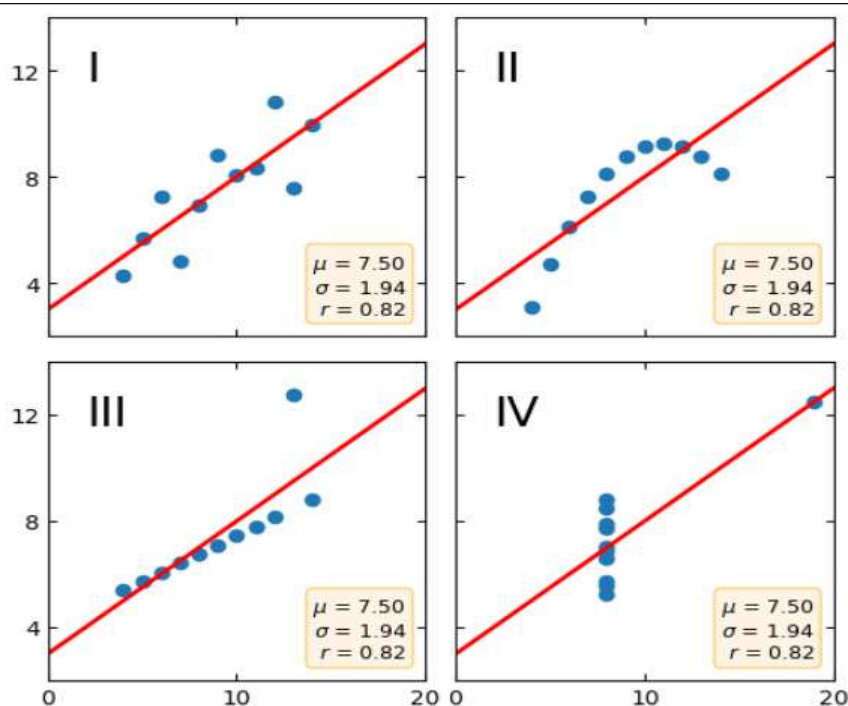 I
II
12
8
4
μ = 7.50
σ = 1.94
r = 0.82
μ = 7.50
σ = 1.94
r = 0.82
III
IV
12
8
4
μ = 7.50
σ = 1.94
r = 0.82
μ = 7.50
σ = 1.94
r = 0.82
0
10
20
0
10
20